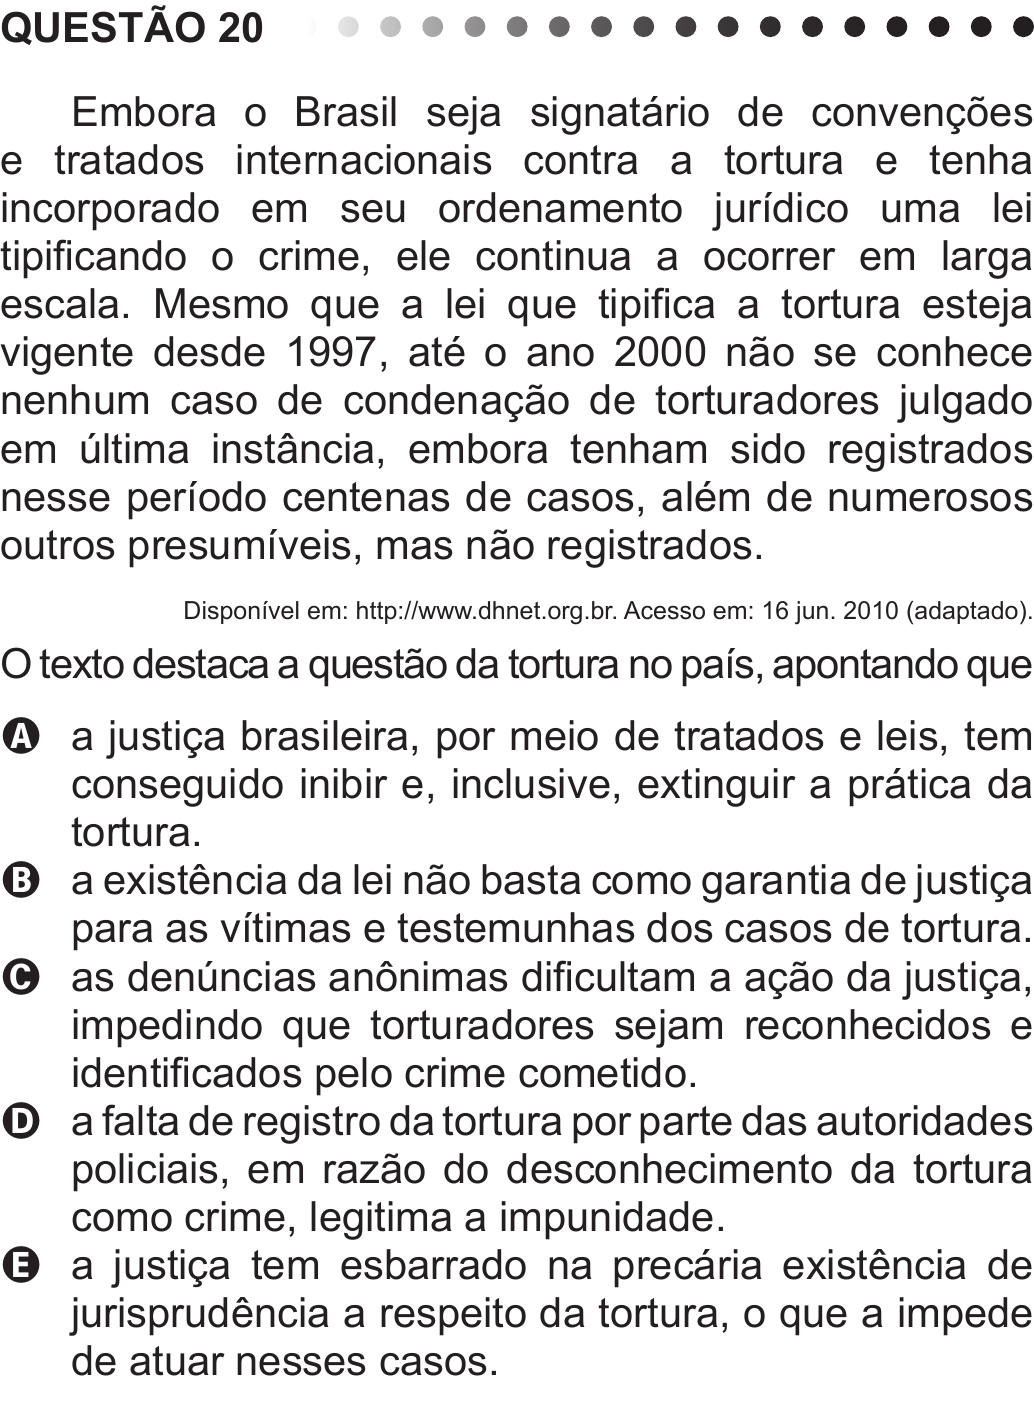 QUESTÃO 20
Embora o Brasil seja signatário de convenções
e tratados internacionais contra a tortura e tenha
incorporado em seu ordenamento jurídico uma lei
tipificando o crime, ele continua a ocorrer em larga
escala. Mesmo que a lei que tipifica a tortura esteja
vigente desde 1997, até o ano 2000 não se conhece
nenhum caso de condenação de torturadores julgado
em última instância, embora tenham sido registrados
nesse período centenas de casos, além de numerosos
outros presumíveis, mas não registrados.
Disponível em: http://www.dhnet.org.br. Acesso em: 16 jun. 2010 (adaptado).
O texto destaca a questão da tortura no país, apontando que
A a justiça brasileira, por meio de tratados e leis, tem
conseguido inibir e, inclusive, extinguir a prática da
tortura.
B a existência da lei não basta como garantia de justiça
para as vítimas e testemunhas dos casos de tortura.
C as denúncias anônimas dificultam a ação da justiça,
impedindo que torturadores sejam reconhecidos e
identificados pelo crime cometido.
D a falta de registro da tortura por parte das autoridades
policiais, em razão do desconhecimento da tortura
como crime, legitima a impunidade.
E a justiça tem esbarrado na precária existência de
jurisprudência a respeito da tortura, o que a impede
de atuar nesses casos.